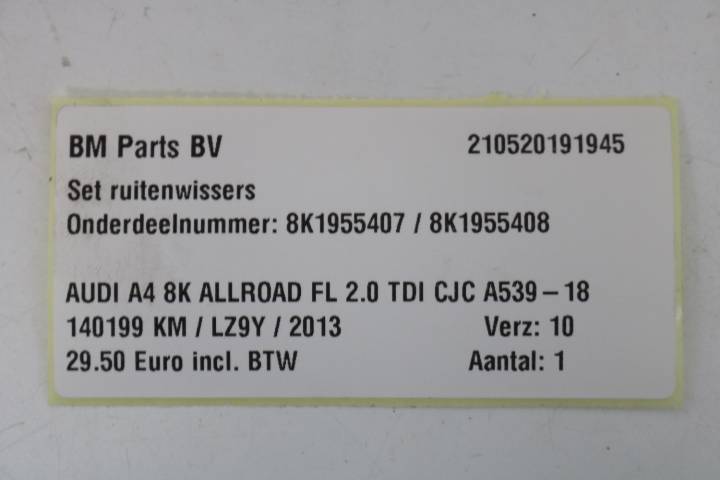 BM Parts BV 210520191945
Set ruitenwissers
Onderdeelnummer: 8K1955407 / 8K1955408
AUDI A4 8K ALLROAD FL 2.0 TDI CJC A539 – 18
140199 KM / LZ9Y / 2013 Verz: 10
29.50 Euro incl. BTW Aantal: 1